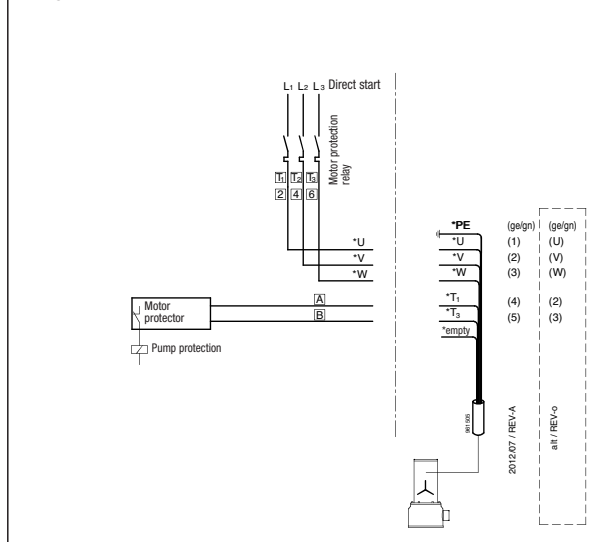 L1 L2 L3 Direct start
Motor protection
relay
T1 T2 T3
2 4 6
*PE (ge/gn) (ge/gn)
*U *U (1) (U)
*V *V (2) (V)
*W *W (3) (W)
A *T1 (4) (2)
B *T3 (5) (3)
*empty
Motor
protector
Pump protection
961505
2012/07 / REV-A
alt / REV-o